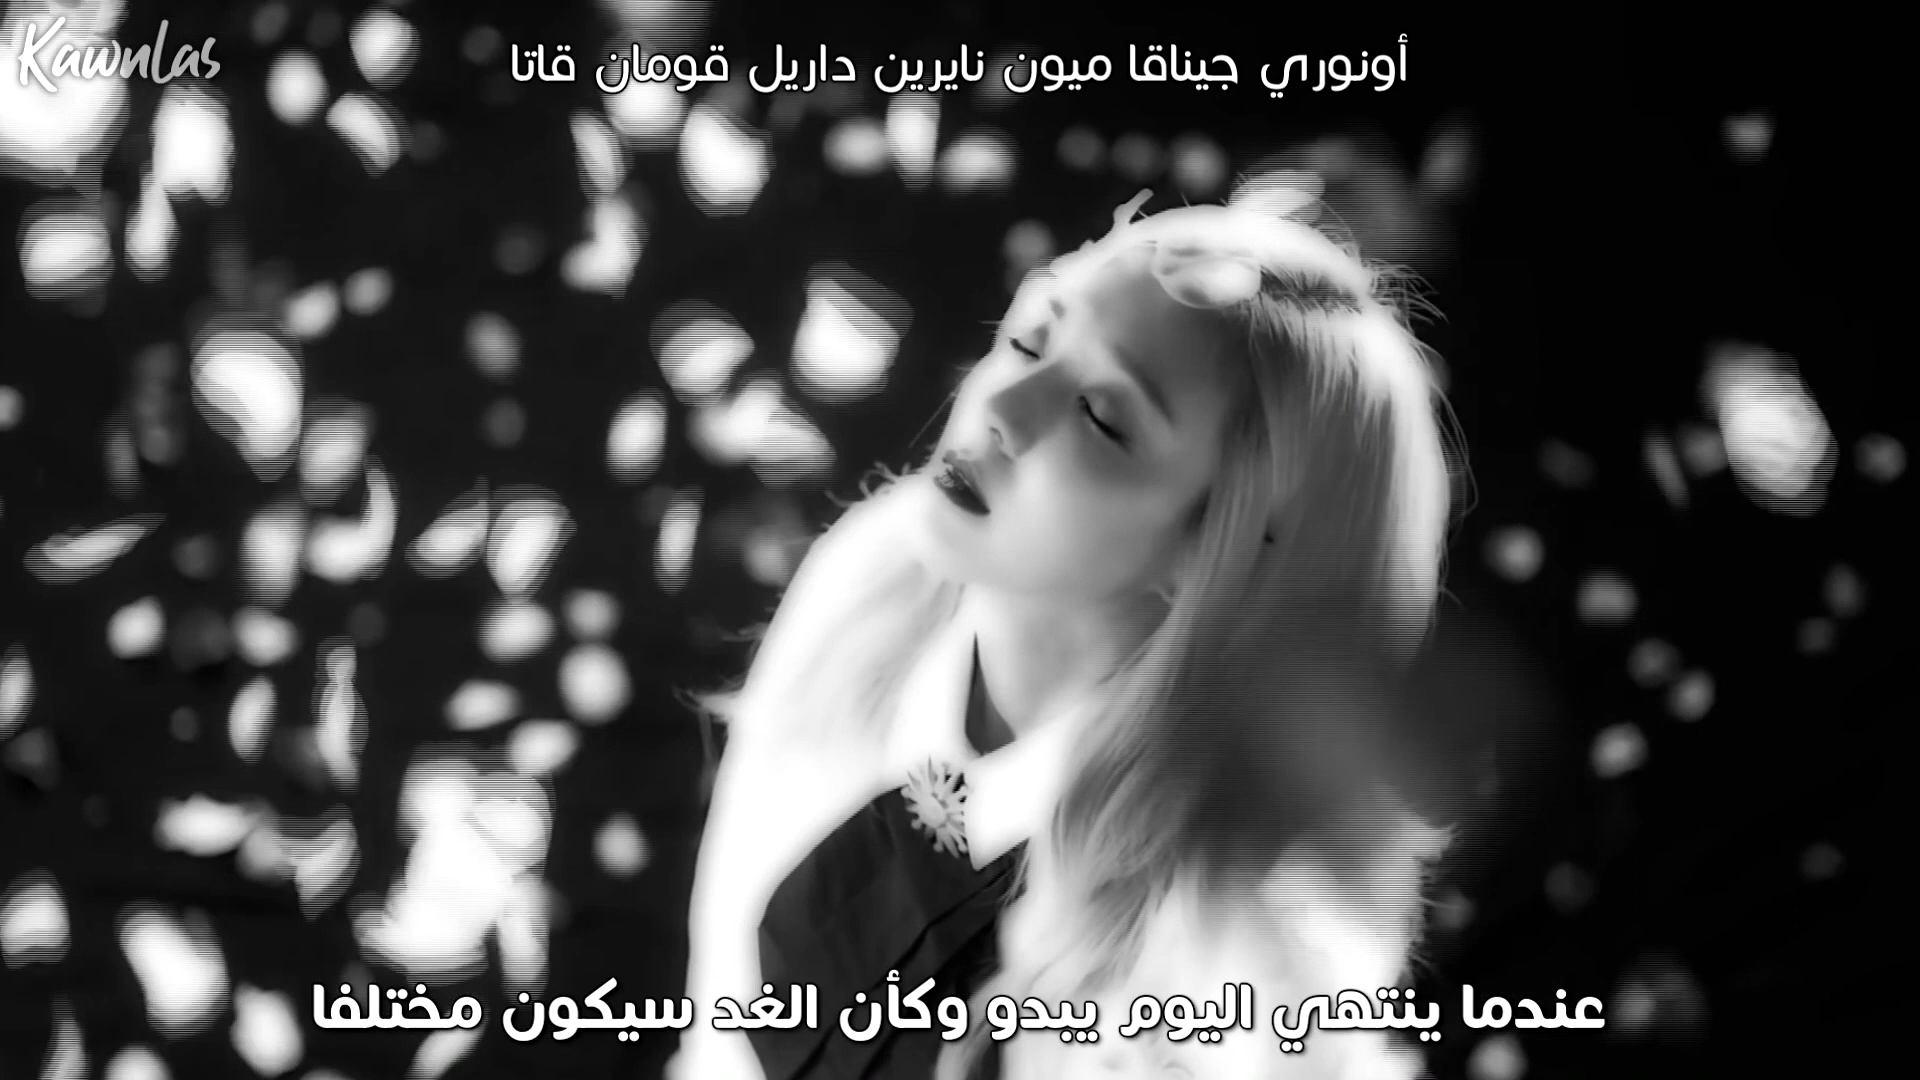 Kawnlas
أونوري جيناقا ميون نايرين داريل قومان قاتا
عندما ينتهي اليوم يبدو وكأن الغد سيكون مختلفا